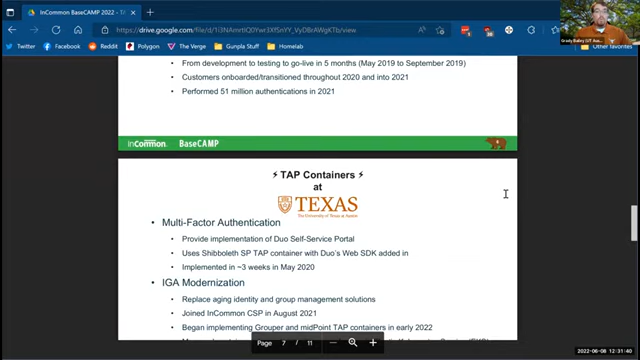 InCommon BaseCAMP 2022 - TA
https://drive.google.com/file/d/1i3NAmrtIQ0Ywr3XfSnYY_VyDBrAWgKTb/view
YouTube
Facebook
Twitter
Reddit
Polygon
The Verge
Gunpla Stuff
Homelab
Other favorites
From development to testing to go-live in 5 months (May 2019 to September 2019)
Customers onboarded/transitioned throughout 2020 and into 2021
Performed 51 million authentications in 2021
InCommon BaseCAMP
⚡ TAP Containers ⚡
at
TEXAS
The University of Texas at Austin
• Multi-Factor Authentication
• Provide implementation of Duo Self-Service Portal
• Uses Shibboleth SP TAP container with Duo's Web SDK added in
• Implemented in ~3 weeks in May 2020
• IGA Modernization
• Replace aging identity and group management solutions
• Joined InCommon CSP in August 2021
• Began implementing Grouper and midPoint TAP containers in early 2022
Page 7 / 11
2022-06-08 12:31:40